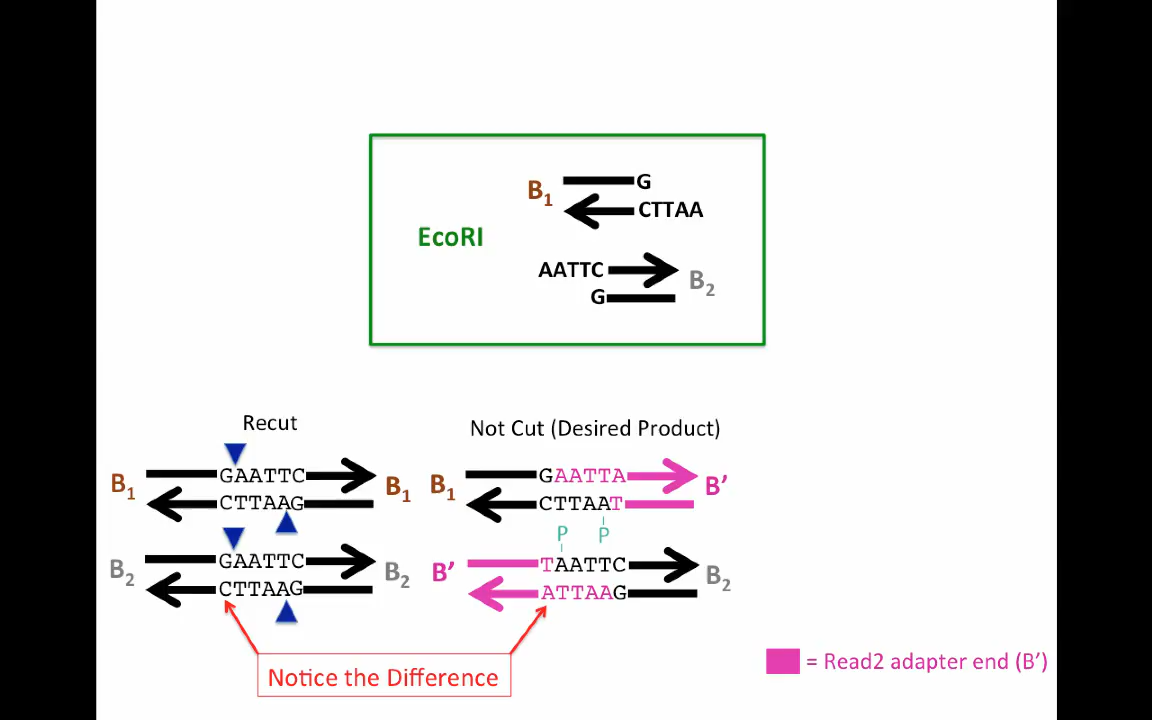 B1 G
CTTAA
EcoRI
AATTC B2
G
Recut
Not Cut (Desired Product)
B1 GAATTC B1
CTTAAG
B1 GAATTA B'
CTTAAT
P P
B2 GAATTC B2
CTTAAG
B' TAATTC B2
ATTAAG
Notice the Difference
= Read2 adapter end (B')